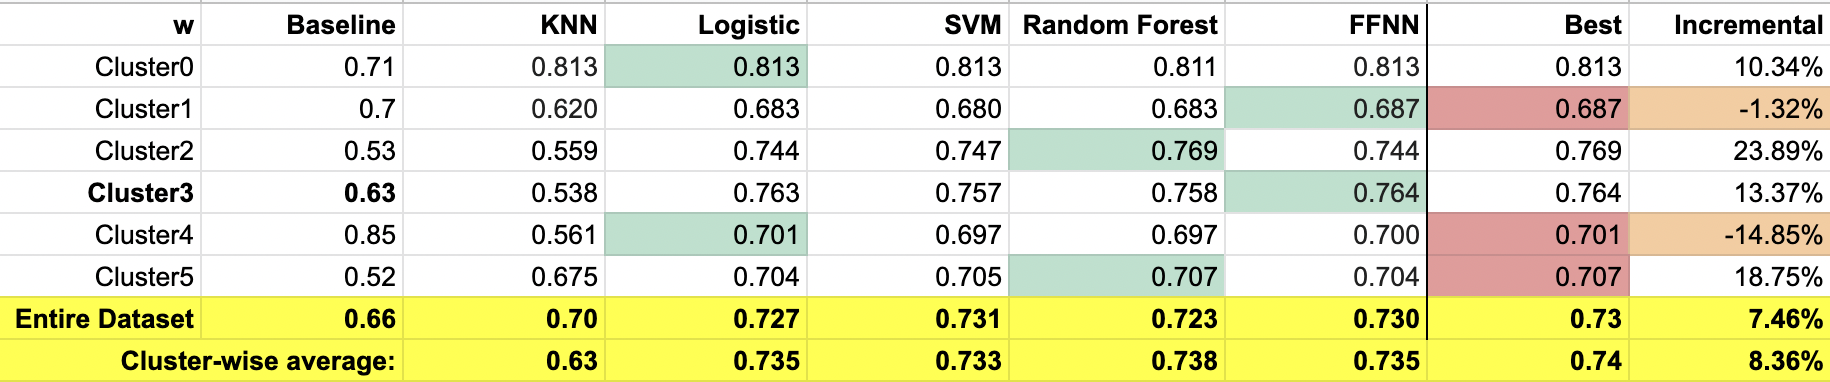 w Baseline KNN Logistic SVM Random Forest FFNN Best Incremental
Cluster0 0.71 0.813 0.813 0.813 0.811 0.813 0.813 10.34%
Cluster1 0.7 0.620 0.683 0.680 0.683 0.687 0.687 -1.32%
Cluster2 0.53 0.559 0.744 0.747 0.769 0.744 0.769 23.89%
Cluster3 0.63 0.538 0.763 0.757 0.758 0.764 0.764 13.37%
Cluster4 0.85 0.561 0.701 0.697 0.697 0.700 0.701 -14.85%
Cluster5 0.52 0.675 0.704 0.705 0.707 0.704 0.707 18.75%
Entire Dataset 0.66 0.70 0.727 0.731 0.723 0.730 0.73 7.46%
Cluster-wise average: 0.63 0.735 0.733 0.738 0.735 0.74 8.36%